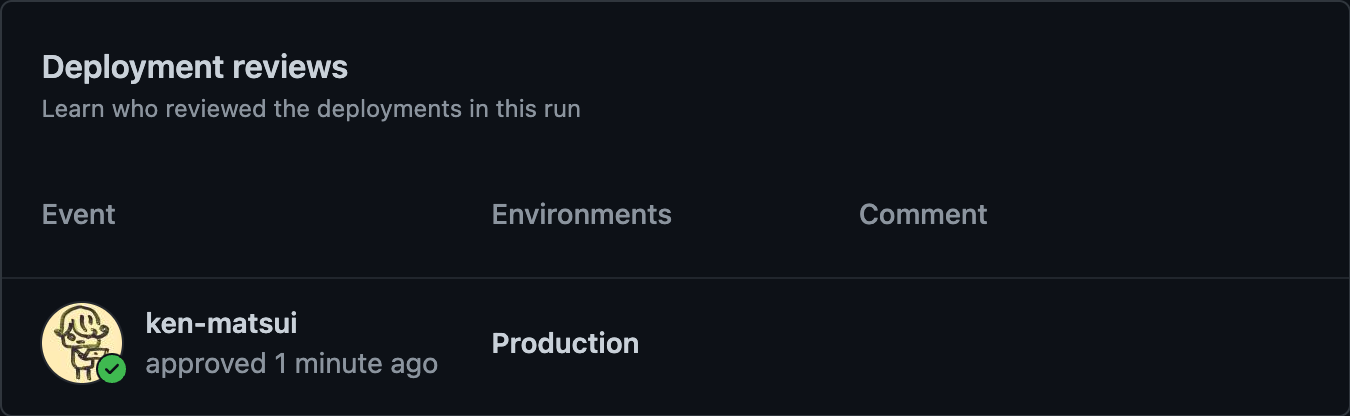 Deployment reviews
Learn who reviewed the deployments in this run
Event Environments Comment
ken-matsui
approved 1 minute ago
Production